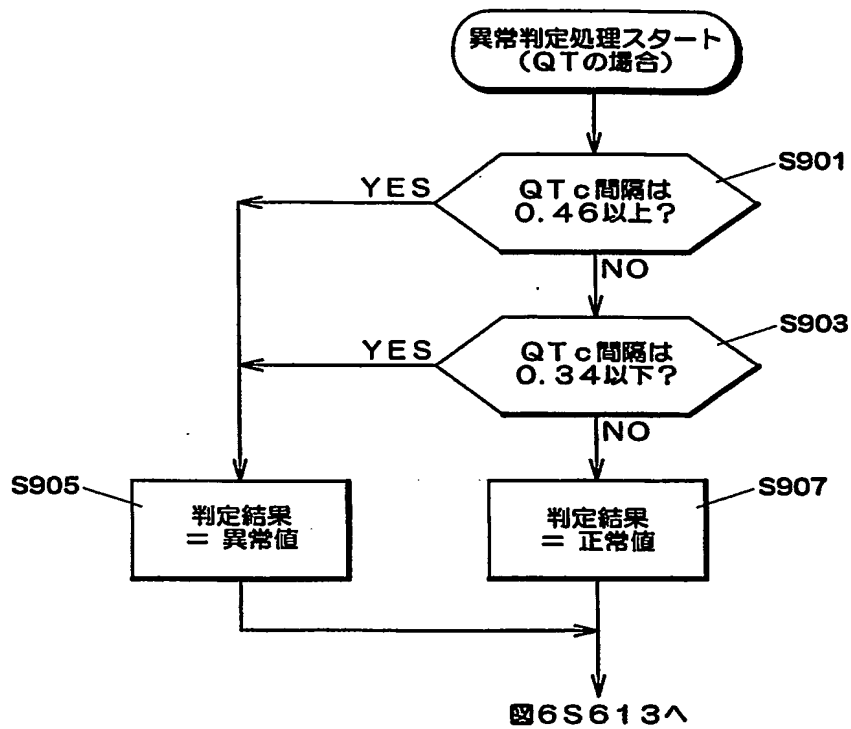 異常判定処理スタート
(QTの場合)
S901
YES
QTc間隔は
0.46以上?
NO
S903
YES
QTc間隔は
0.34以下?
NO
S905
S907
判定結果
= 異常値
判定結果
= 正常値
図6S613へ